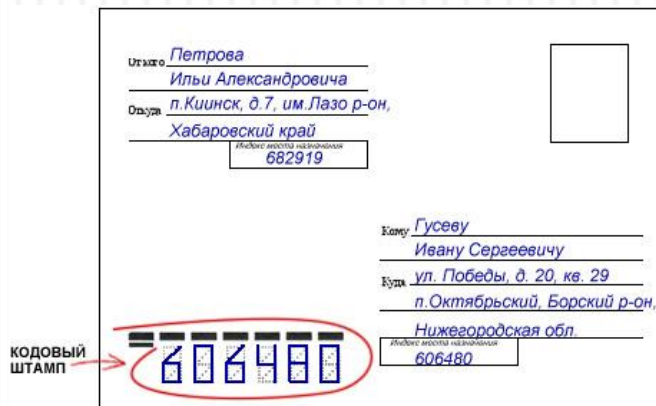 От кого Петрова
Ильи Александровича
Откуда п.Киинск, д.7, им.Лазо р-он,
Хабаровский край
Индекс места назначения
682919
Кому Гусеву
Ивану Сергеевичу
Куда ул. Победы, д. 20, кв. 29
п.Октябрьский, Борский р-он,
Нижегородская обл.
Индекс места назначения
606480
КОДОВЫЙ
ШТАМП
606480